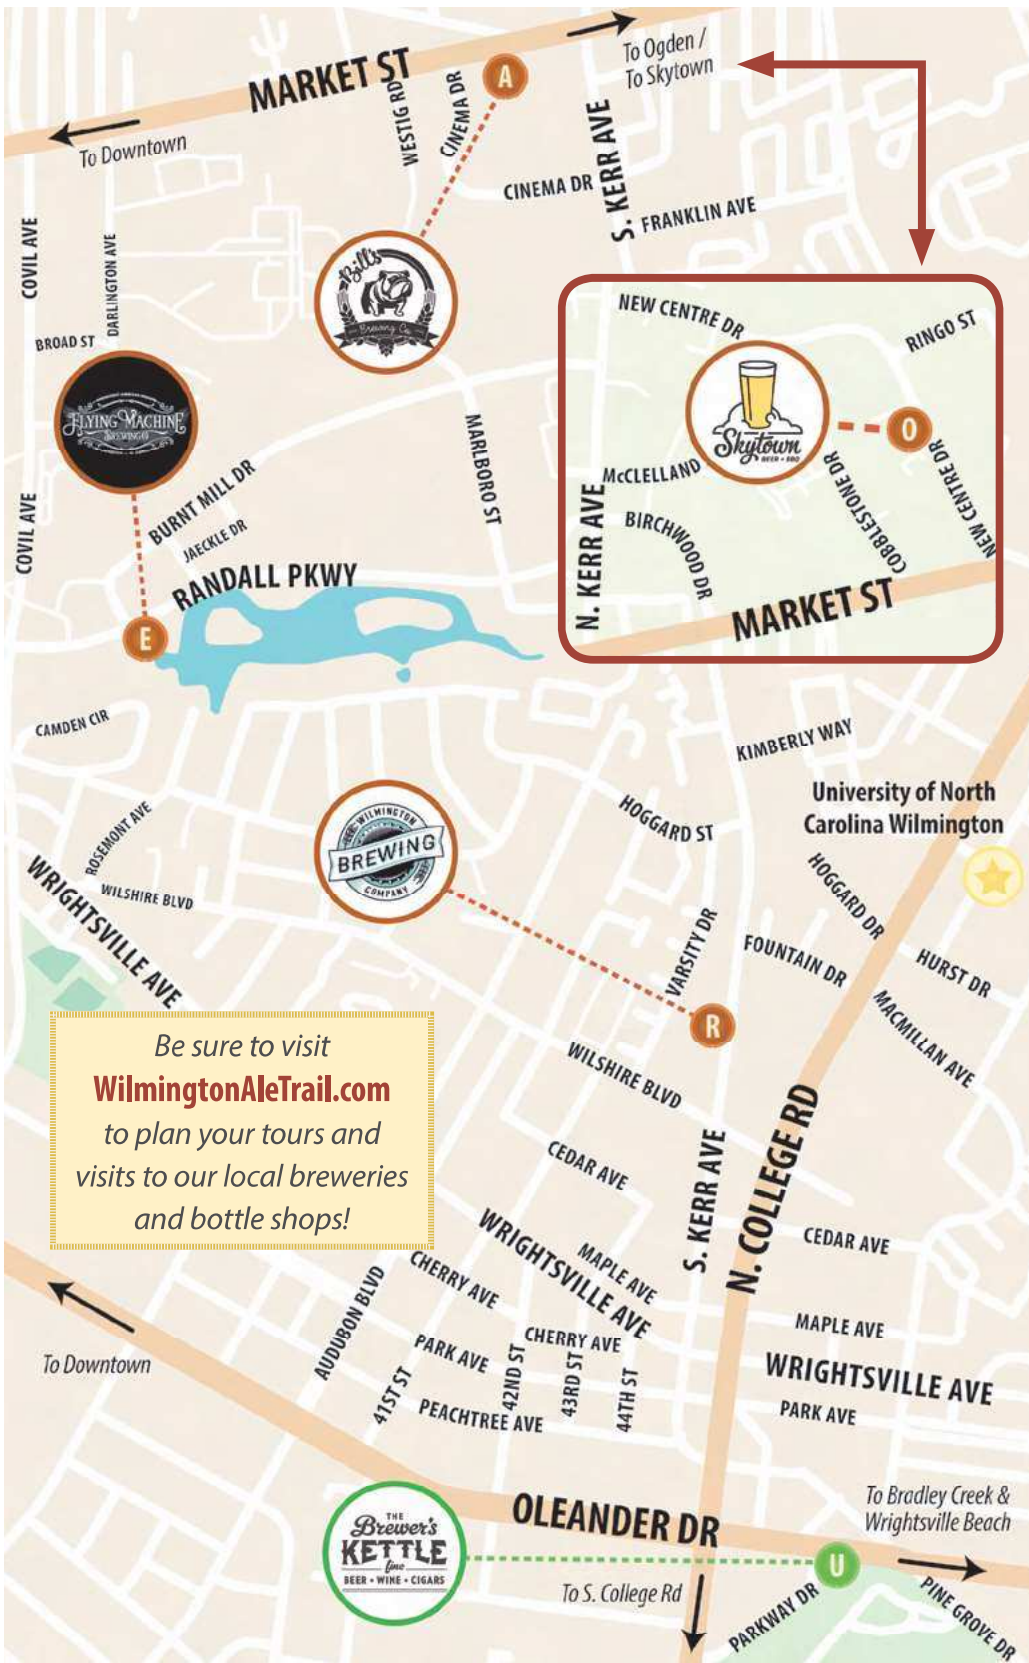 To Ogden /
To Skytown
MARKET ST
A
To Downtown
WESTIG RD
CINEMA DR
CINEMA DR
S. KERR AVE
FRANKLIN AVE
COVIL AVE
DARLINGTON AVE
BROAD ST
Bill's
Brewing Co
FLYING MACHINE
BREWING CO
NEW CENTRE DR
RINGO ST
Skytown
BEER • BBQ
O
McCLELLAND
N. KERR AVE
BIRCHWOOD DR
COBBLESTONE DR
NEW CENTRE DR
MARKET ST
COVIL AVE
BURNT MILL DR
JAECKLE DR
MARLBORO ST
RANDALL PKWY
E
CAMDEN CIR
KIMBERLY WAY
University of North
Carolina Wilmington
HOGGARD ST
WILMINGTON
BREWING
COMPANY
ROSEMONT AVE
WILSHIRE BLVD
WRIGHTSVILLE AVE
HOGGARD DR
VARSITY DR
FOUNTAIN DR
HURST DR
MACMILLAN AVE
R
Be sure to visit
WilmingtonAleTrail.com
to plan your tours and
visits to our local breweries
and bottle shops!
WILSHIRE BLVD
CEDAR AVE
S. KERR AVE
N. COLLEGE RD
CEDAR AVE
WRIGHTSVILLE AVE
MAPLE AVE
CHERRY AVE
AUDUBON BLVD
To Downtown
PARK AVE
CHERRY AVE
MAPLE AVE
WRIGHTSVILLE AVE
PARK AVE
41ST ST
42ND ST
43RD ST
44TH ST
PEACHTREE AVE
OLEANDER DR
To Bradley Creek &
Wrightsville Beach
THE
Brewer's
KETTLE
fine
BEER • WINE • CIGARS
U
To S. College Rd
PARKWAY DR
PINE GROVE DR